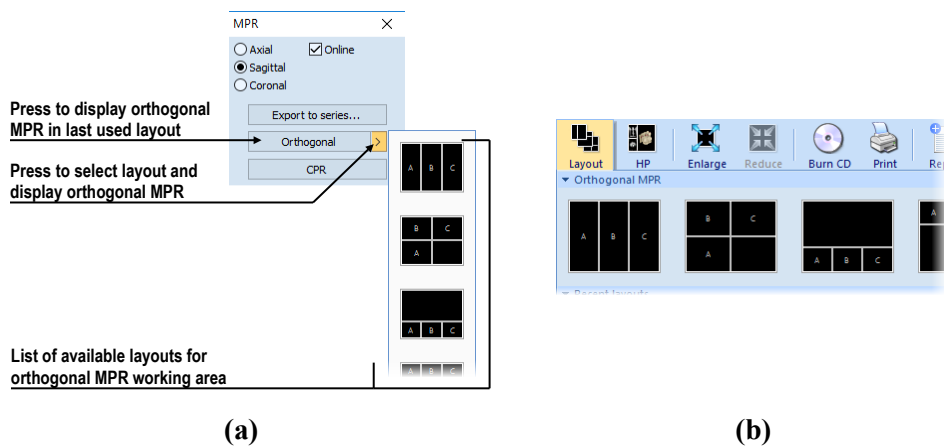 MPR
Axial
Online
Sagittal
Coronal
Export to series...
Orthogonal
>
CPR
Press to display orthogonal
MPR in last used layout
Press to select layout and
display orthogonal MPR
List of available layouts for
orthogonal MPR working area
A B C
B C
A
A B C
A B C
(a)
Layout HP Enlarge Reduce Burn CD Print
Orthogonal MPR
A B C
B C
A
A B C
A
Recent layouts
(b)